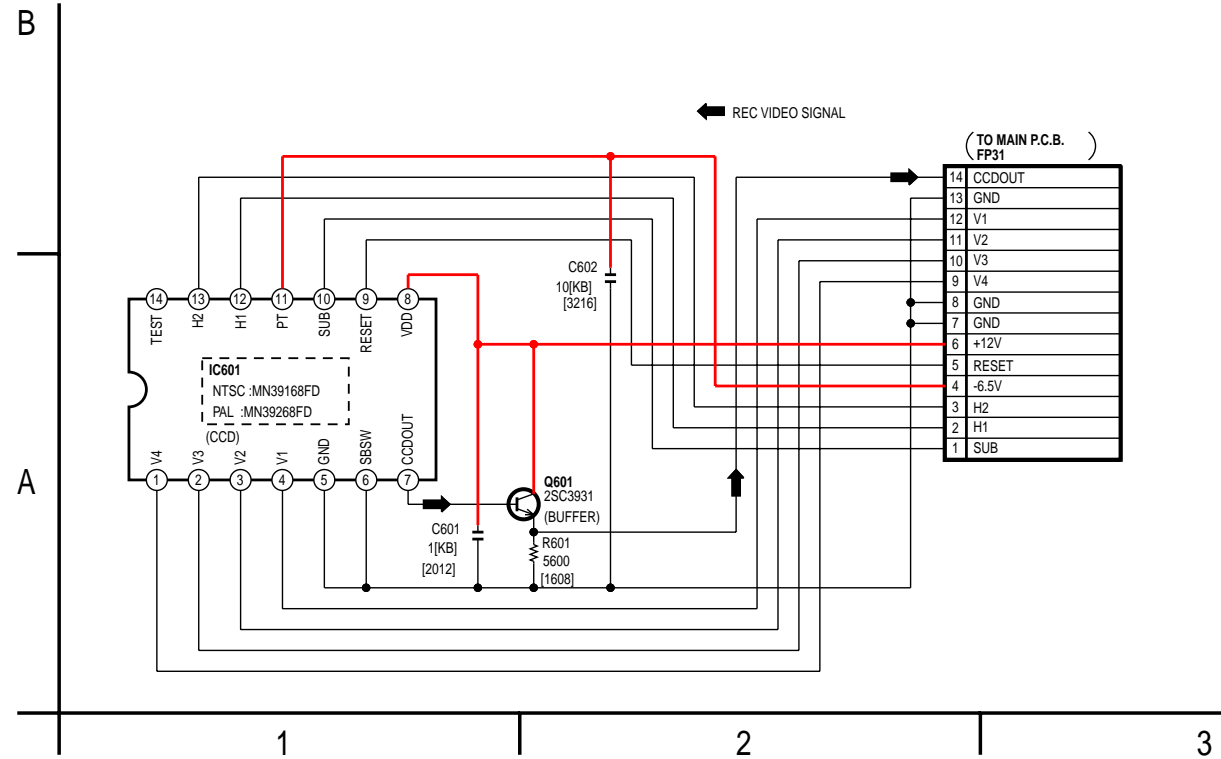 B
REC VIDEO SIGNAL
(TO MAIN P.C.B.
FP31)
14 CCDOUT
13 GND
12 V1
11 V2
10 V3
9 V4
8 GND
7 GND
6 +12V
5 RESET
4 -6.5V
3 H2
2 H1
1 SUB
C602
10[KB]
[3216]
14 13 12 11 10 9 8
TEST H2 H1 PT SUB RESET VDD
IC601
NTSC :MN39168FD
PAL :MN39268FD
(CCD)
V4 V3 V2 V1 GND SBSW CCDOUT
1 2 3 4 5 6 7
A
Q601
2SC3931
(BUFFER)
C601
1[KB]
[2012]
R601
5600
[1608]
1 2 3